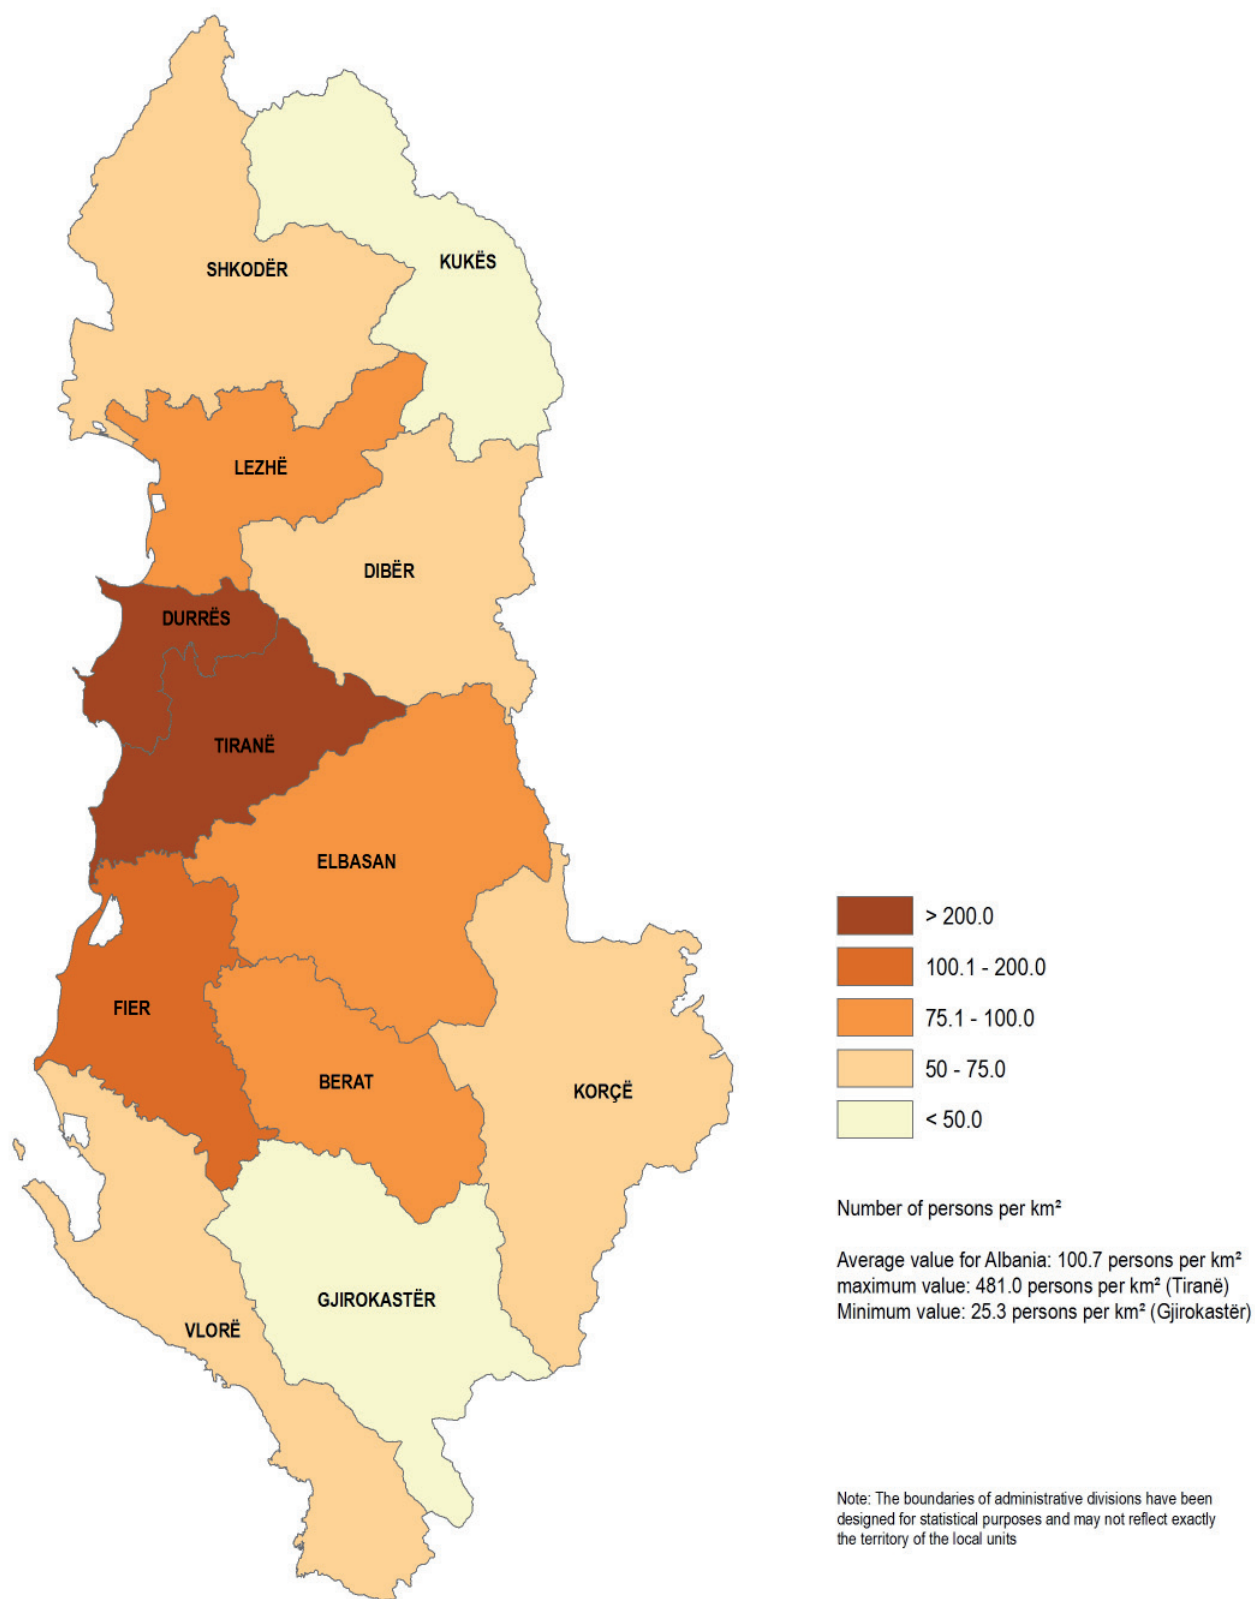 KUKËS
SHKODËR
LEZHË
DIBËR
DURRËS
TIRANË
ELBASAN
FIER
BERAT
KORÇË
GJIROKASTËR
VLORË
> 200.0
100.1 - 200.0
75.1 - 100.0
50 - 75.0
< 50.0
Number of persons per km²
Average value for Albania: 100.7 persons per km²
maximum value: 481.0 persons per km² (Tiranë)
Minimum value: 25.3 persons per km² (Gjirokastër)
Note: The boundaries of administrative divisions have been
designed for statistical purposes and may not reflect exactly
the territory of the local units